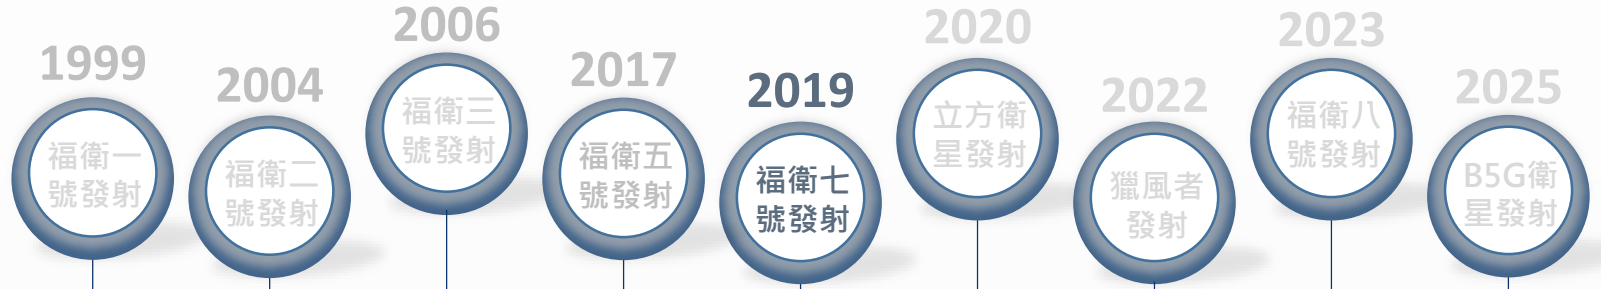 1999
福衛一
號發射
2004
福衛二
號發射
2006
福衛三
號發射
2017
福衛五
號發射
2019
福衛七
號發射
2020
立方衛
星發射
2022
獵風者
發射
2023
福衛八
號發射
2025
B5G衛
星發射